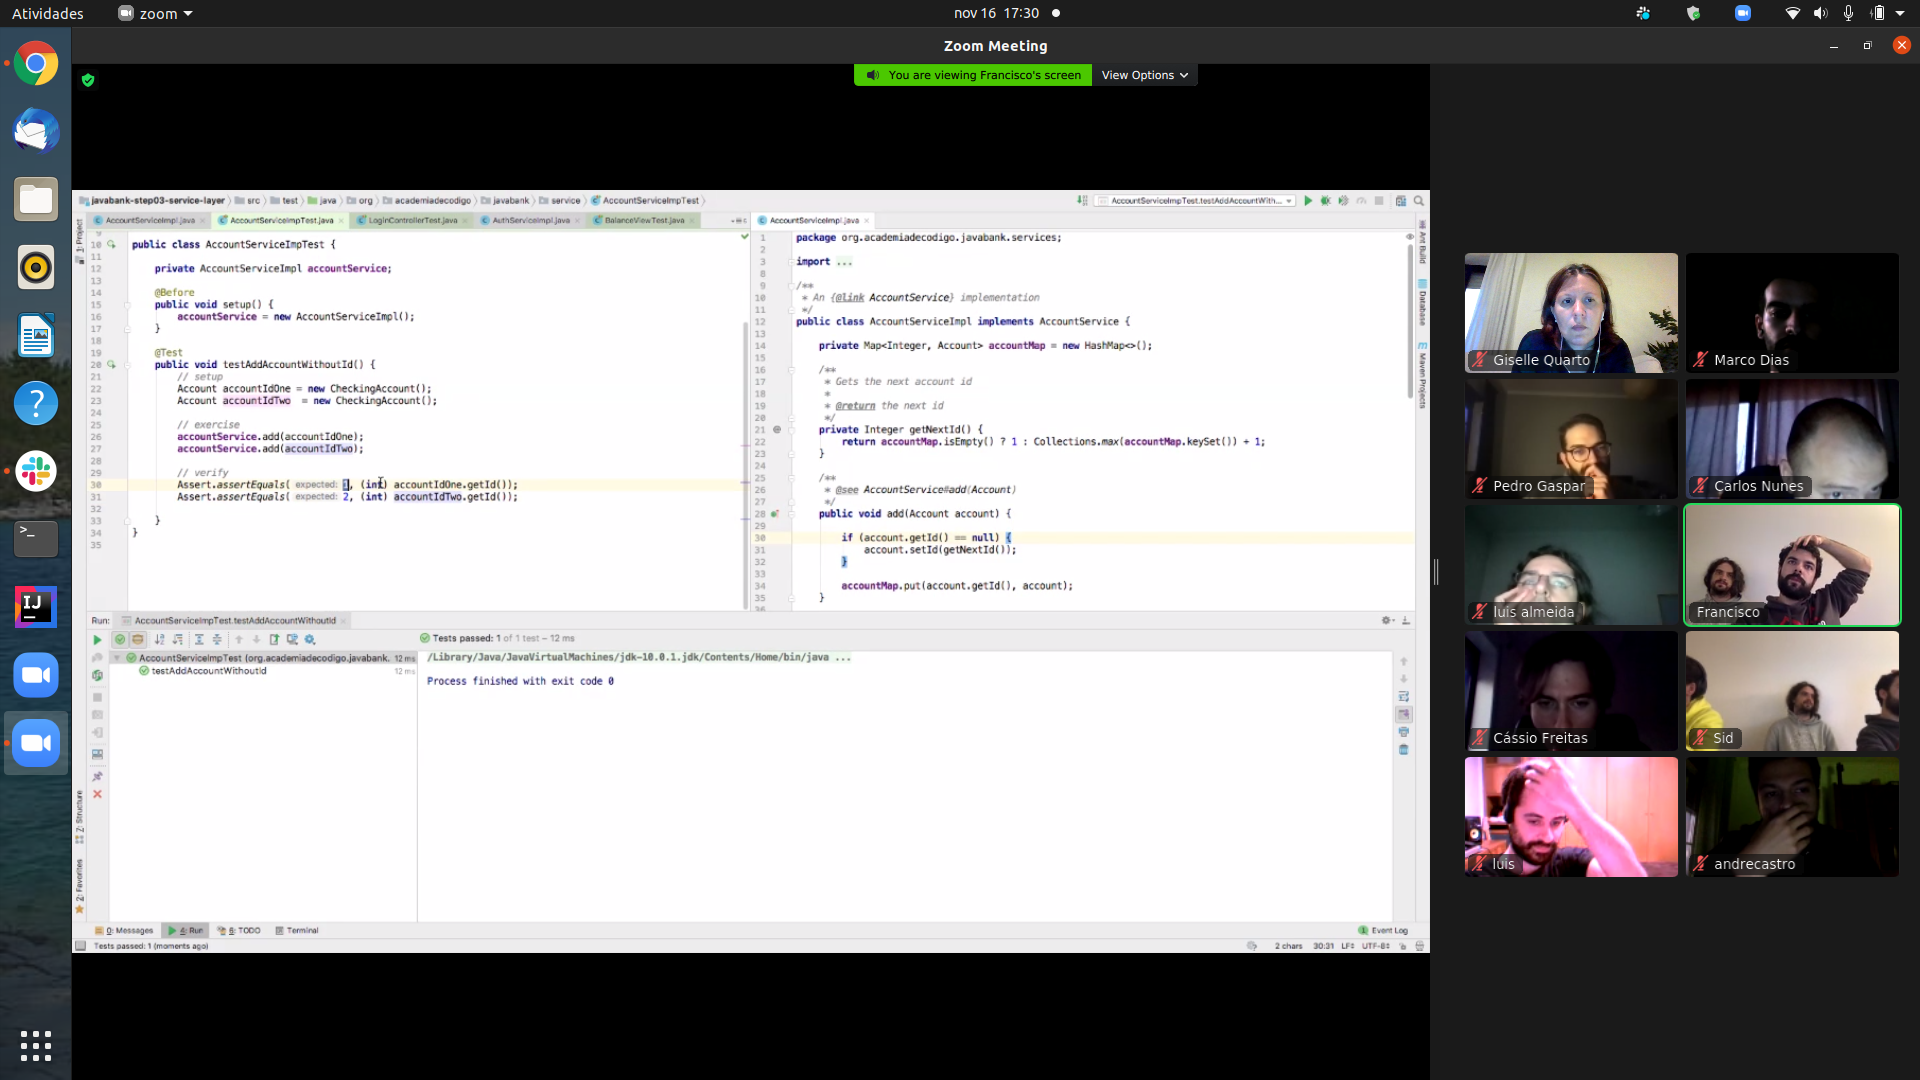 Atividades
zoom
nov 16 17:30
Zoom Meeting
You are viewing Francisco's screen
View Options
javabank-step03-service-layer
src
test
java
org
academiadecodigo
javabank
service
AccountServiceImpTest
AccountServiceImpTest.testAddAccountWith...
AccountServiceImpl.java
AccountServiceImpTest.java
LoginControllerTest.java
AuthServiceImpl.java
BalanceViewTest.java
AccountServiceImpl.java
1: Project
9
10 public class AccountServiceImpTest {
11
12 private AccountServiceImpl accountService;
13
14 @Before
15 public void setup() {
16 accountService = new AccountServiceImpl();
17 }
18
19 @Test
20 public void testAddAccountWithoutId() {
21 // setup
22 Account accountIdOne = new CheckingAccount();
23 Account accountIdTwo = new CheckingAccount();
24
25 // exercise
26 accountService.add(accountIdOne);
27 accountService.add(accountIdTwo);
28
29 // verify
30 Assert.assertEquals( expected: 1, (int) accountIdOne.getId());
31 Assert.assertEquals( expected: 2, (int) accountIdTwo.getId());
32
33 }
34 }
35
1 package org.academiadecodigo.javabank.services;
2
3 import ...
8
9 /**
10 * An {@link AccountService} implementation
11 */
12 public class AccountServiceImpl implements AccountService {
13
14 private Map<Integer, Account> accountMap = new HashMap<>();
15
16 /**
17 * Gets the next account id
18 *
19 * @return the next id
20 */
21 private Integer getNextId() {
22 return accountMap.isEmpty() ? 1 : Collections.max(accountMap.keySet()) + 1;
23 }
24
25 /**
26 * @see AccountService#add(Account)
27 */
28 public void add(Account account) {
29
30 if (account.getId() == null) {
31 account.setId(getNextId());
32 }
33
34 accountMap.put(account.getId(), account);
35 }
36
Ant Build
Database
Maven Projects
Run:
AccountServiceImpTest.testAddAccountWithoutId
Tests passed: 1 of 1 test – 12 ms
AccountServiceImpTest (org.academiadecodigo.javabank. 12 ms
testAddAccountWithoutId 12 ms
/Library/Java/JavaVirtualMachines/jdk-10.0.1.jdk/Contents/Home/bin/java ...
Process finished with exit code 0
7: Structure
2: Favorites
0: Messages
4: Run
6: TODO
Terminal
Event Log
Tests passed: 1 (moments ago)
2 chars
30:31
LF
UTF-8
Giselle Quarto
Marco Dias
Pedro Gaspar
Carlos Nunes
luis almeida
Francisco
Cássio Freitas
Sid
luis
andrecastro
IJ